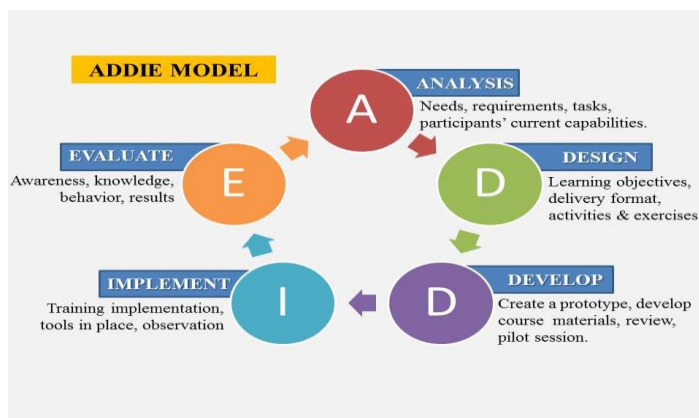 ADDIE MODEL
A
ANALYSIS
Needs, requirements, tasks,
participants' current capabilities.
D
DESIGN
Learning objectives,
delivery format,
activities & exercises
D
DEVELOP
Create a prototype, develop
course materials, review,
pilot session.
I
IMPLEMENT
Training implementation,
tools in place, observation
E
EVALUATE
Awareness, knowledge,
behavior, results